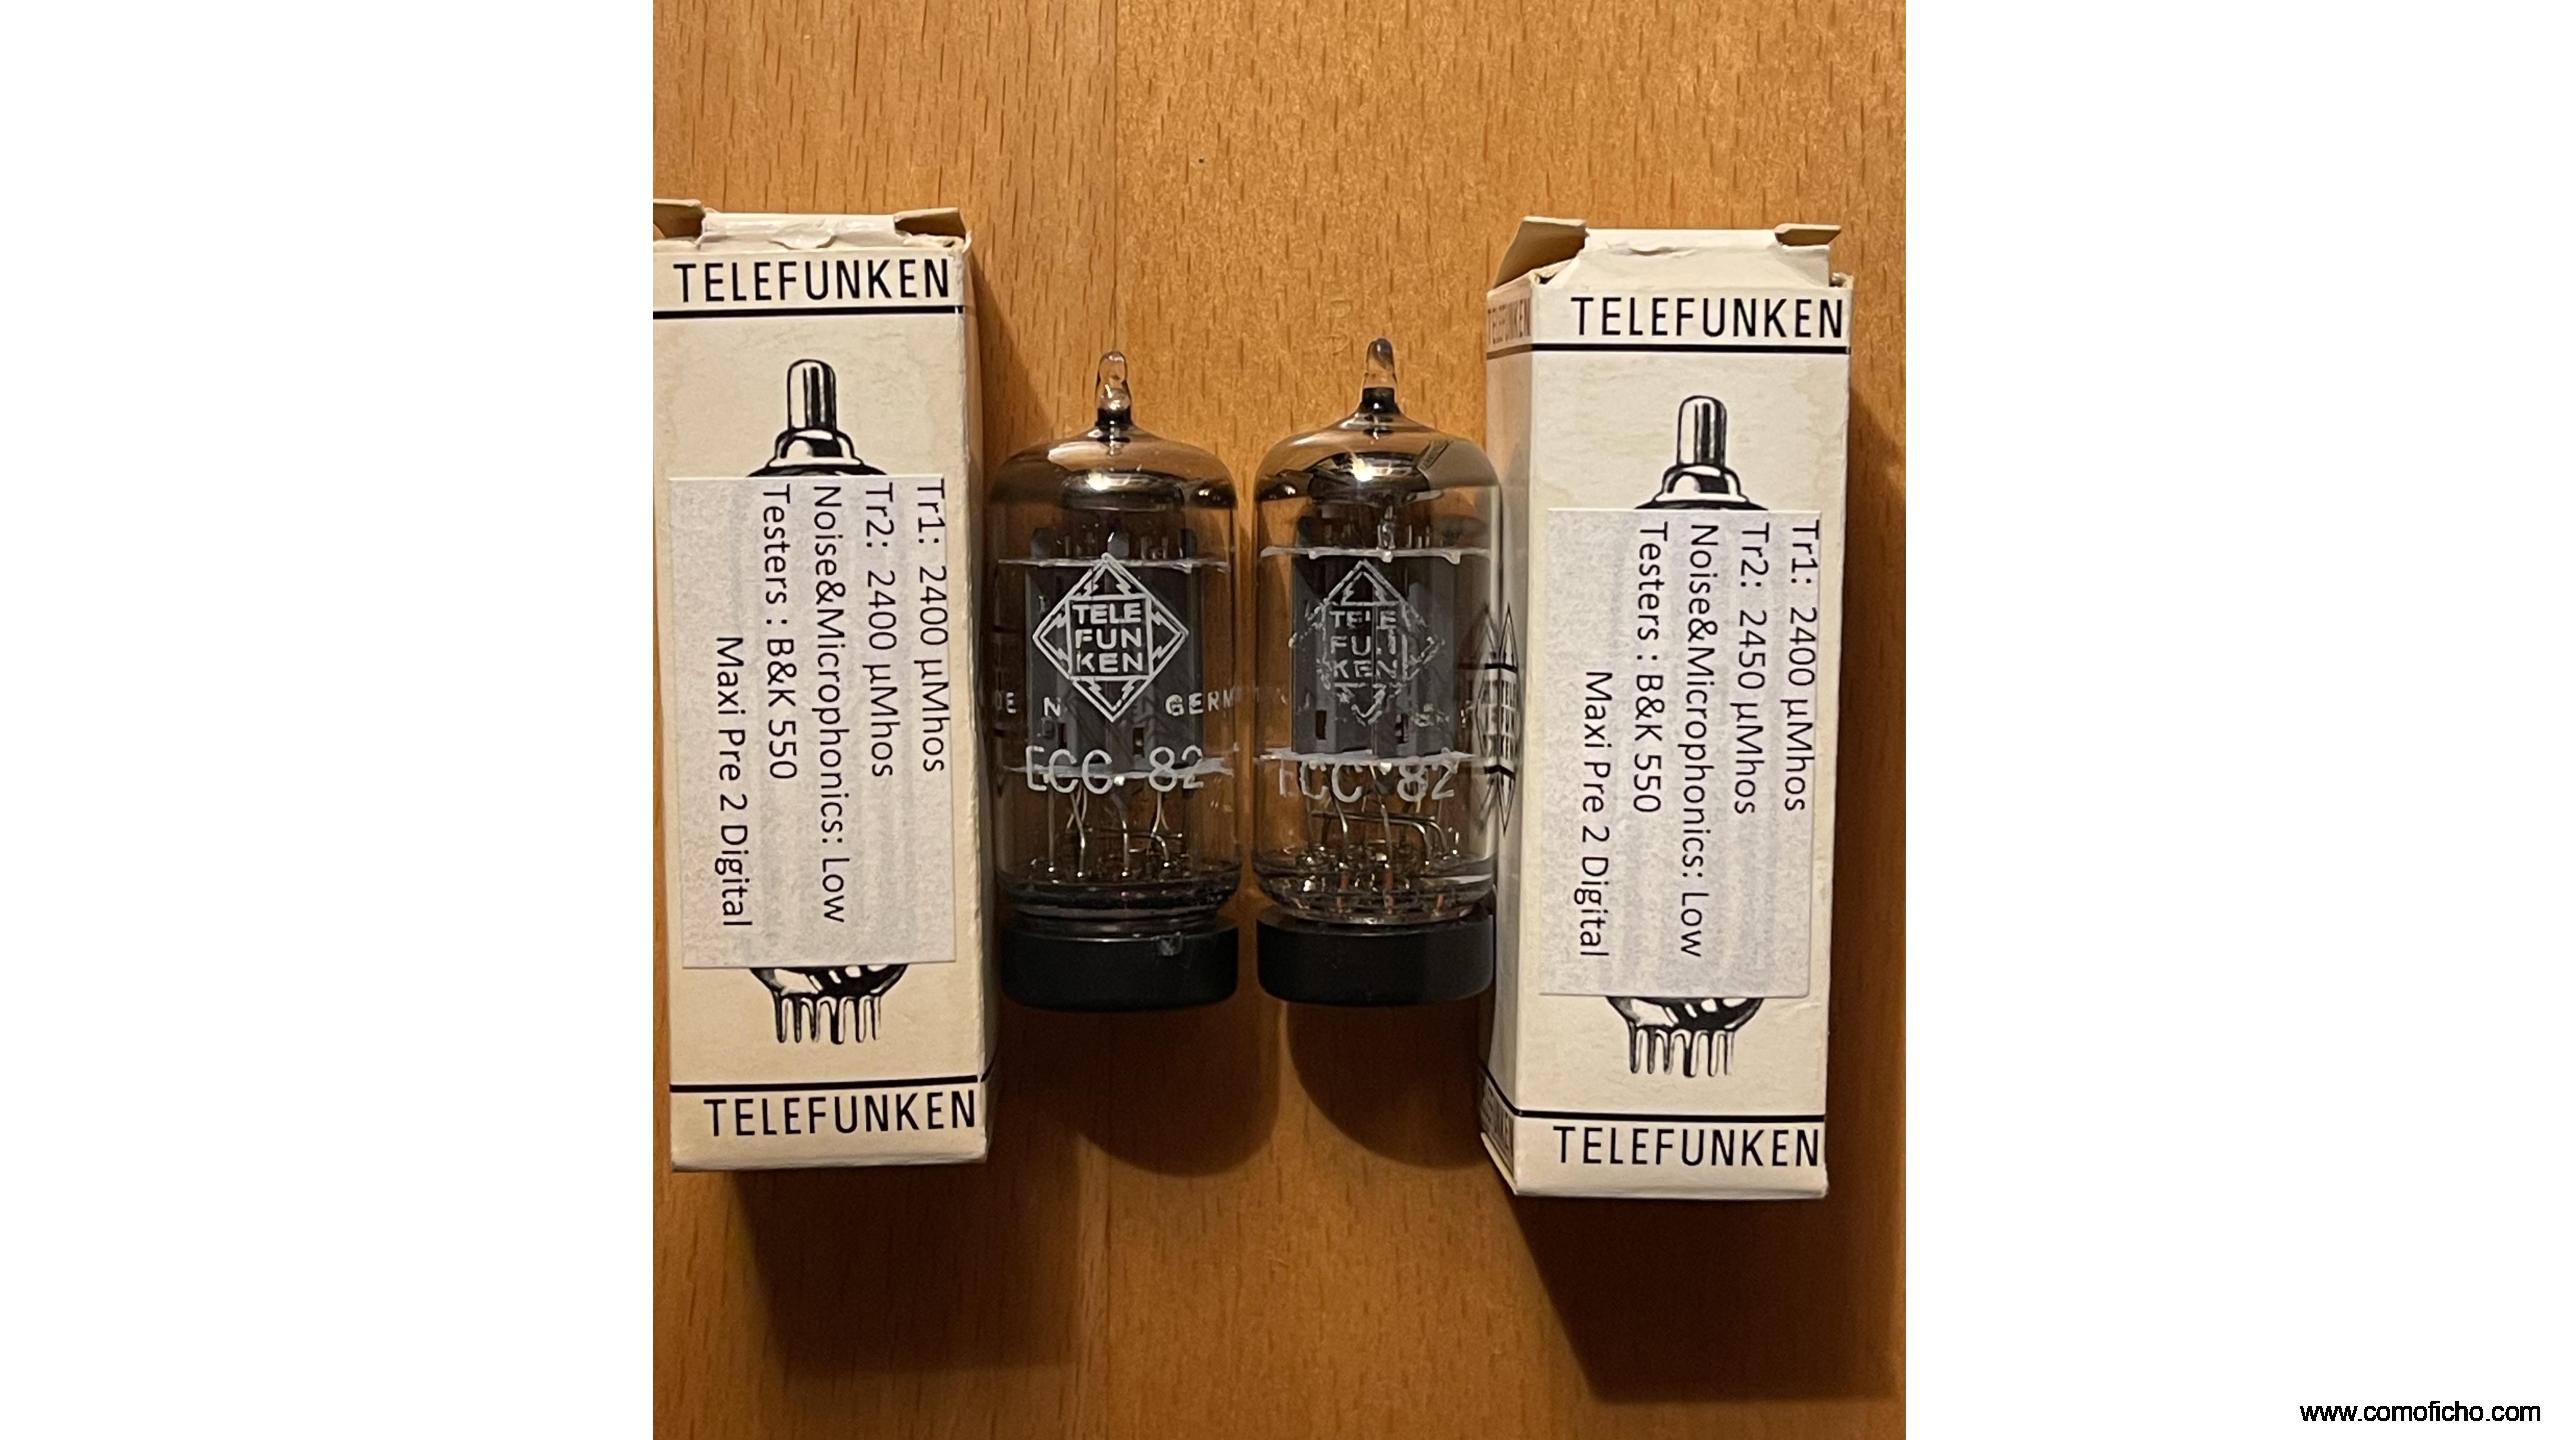 TELEFUNKEN
Tr1: 2400 µMhos
Tr2: 2400 µMhos
Noise&Microphonics: Low
Testers : B&K 550
Maxi Pre 2 Digital
TELEFUNKEN
TELE
FUN
KEN
GERM
ECC 82
TELE
FUN
KEN
ECC 82
TELEFUNKEN
TELEFUNKEN
Tr1: 2400 µMhos
Tr2: 2450 µMhos
Noise&Microphonics: Low
Testers : B&K 550
Maxi Pre 2 Digital
TELEFUNKEN
www.comoficho.com